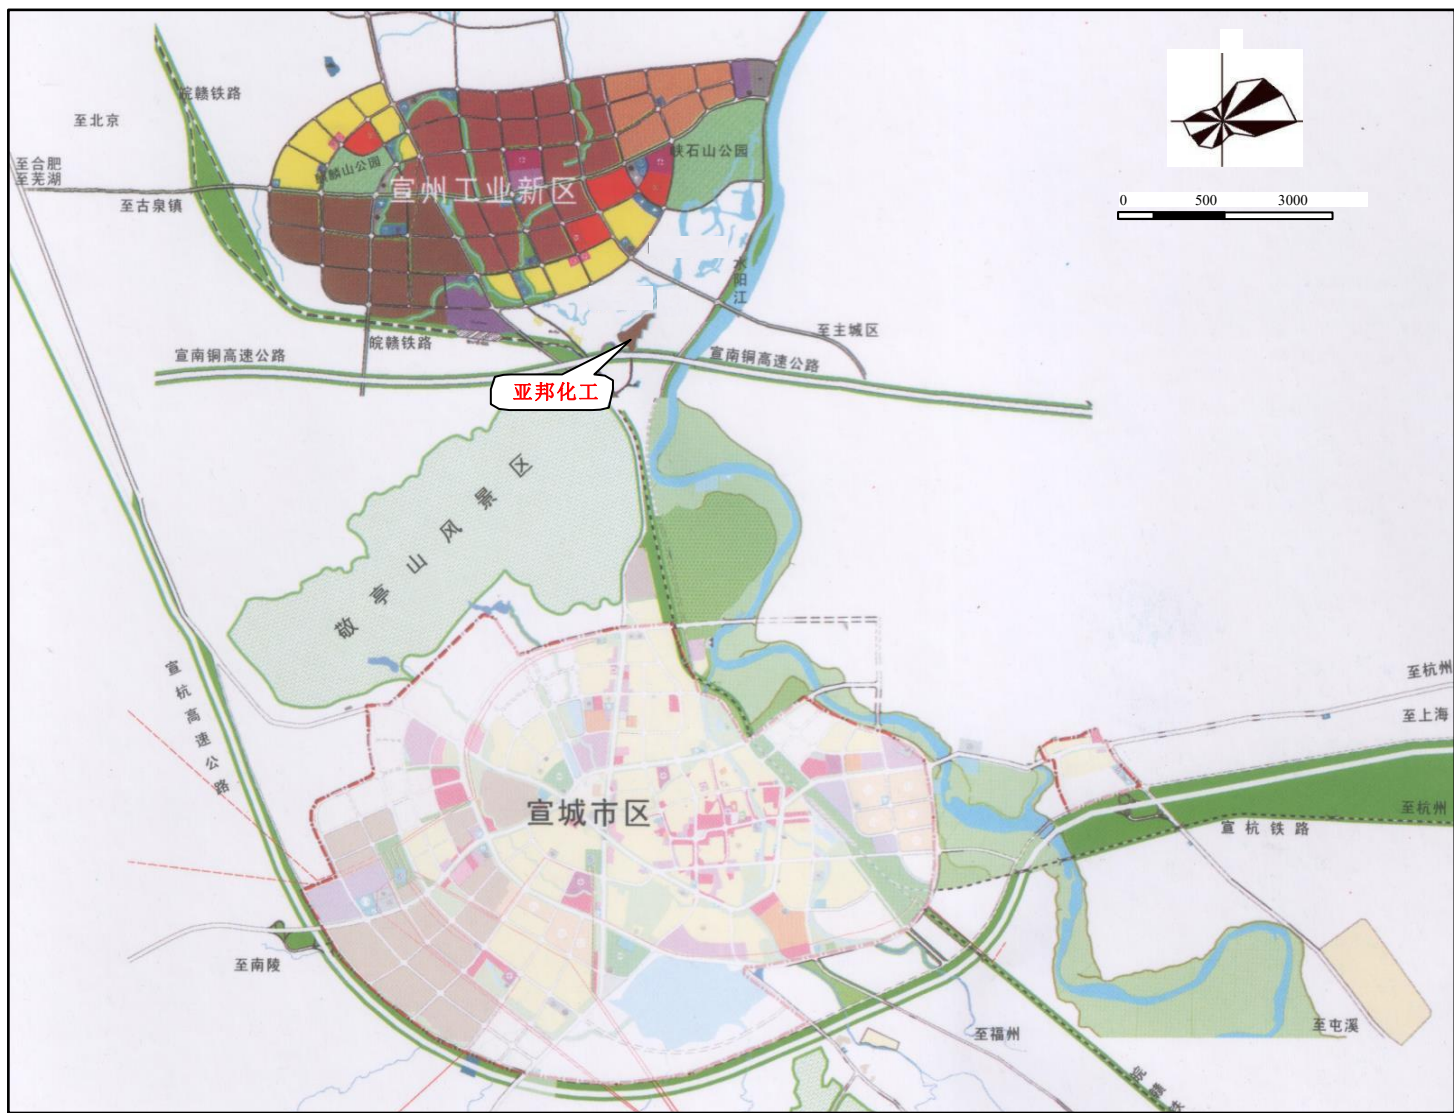 皖赣铁路
至北京
至合肥
至芜湖
至古泉镇
麒麟山公园
宣州工业新区
峡石山公园
0 500 3000
水阳江
至主城区
皖赣铁路
宣南铜高速公路
宣南铜高速公路
亚邦化工
敬亭山风景区
宣杭高速公路
至杭州
至上海
宣城市区
至杭州
宣杭铁路
至南陵
至福州
至屯溪
皖赣铁